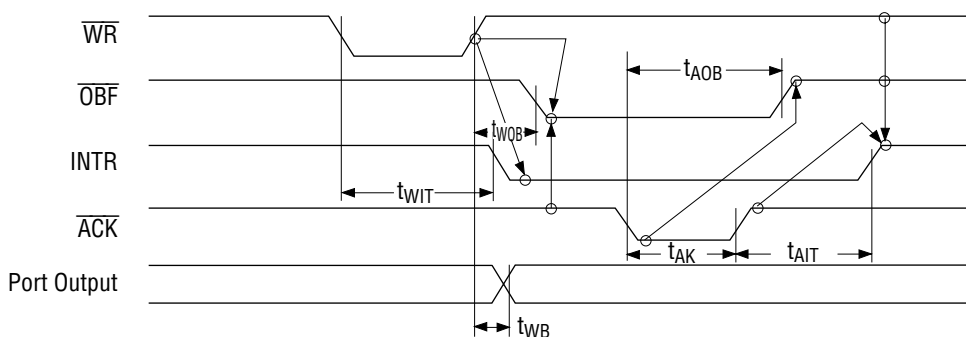 WR
OBF
tAOB
tWOB
INTR
tWIT
ACK
tAK
tAIT
Port Output
tWB